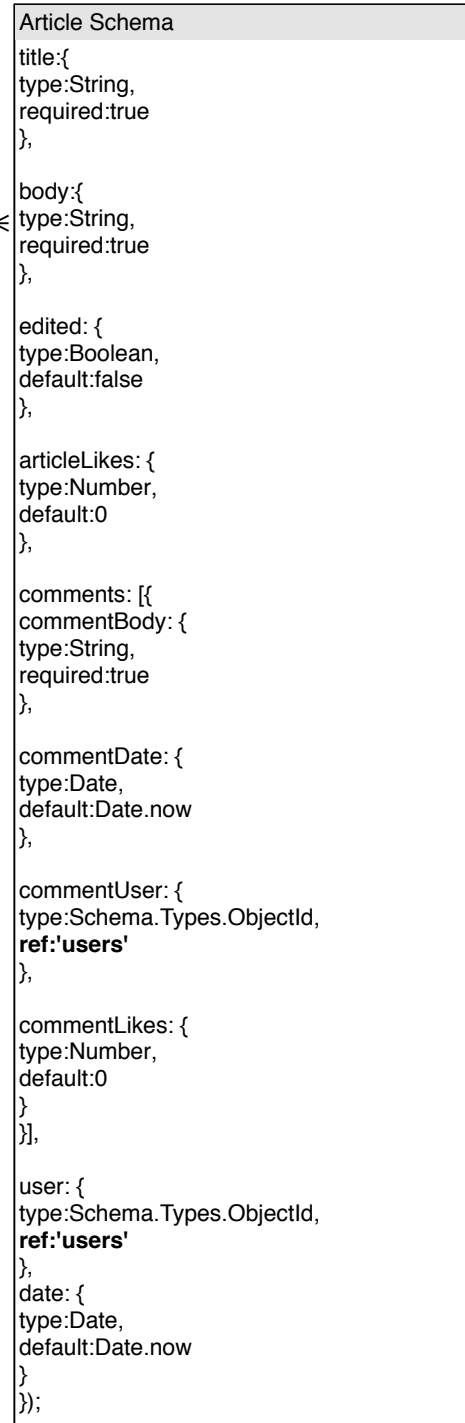 Article Schema
title:{
type:String,
required:true
},
body:{
type:String,
required:true
},
edited: {
type:Boolean,
default:false
},
articleLikes: {
type:Number,
default:0
},
comments: [{
commentBody: {
type:String,
required:true
},
commentDate: {
type:Date,
default:Date.now
},
commentUser: {
type:Schema.Types.ObjectId,
ref:'users'
},
commentLikes: {
type:Number,
default:0
}
}],
user: {
type:Schema.Types.ObjectId,
ref:'users'
},
date: {
type:Date,
default:Date.now
}
});